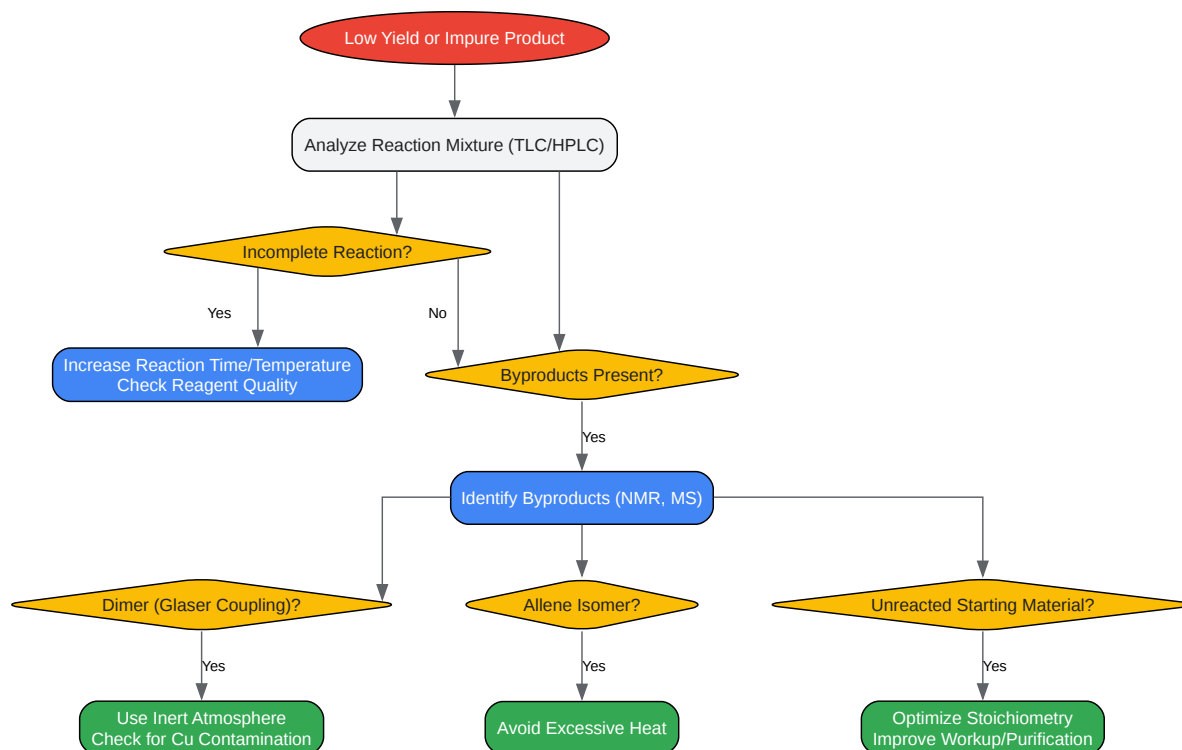 Low Yield or Impure Product
Analyze Reaction Mixture (TLC/HPLC)
Incomplete Reaction?
Yes
No
Increase Reaction Time/Temperature
Check Reagent Quality
Byproducts Present?
Yes
Identify Byproducts (NMR, MS)
Dimer (Glaser Coupling)?
Allene Isomer?
Unreacted Starting Material?
Yes
Yes
Yes
Use Inert Atmosphere
Check for Cu Contamination
Avoid Excessive Heat
Optimize Stoichiometry
Improve Workup/Purification